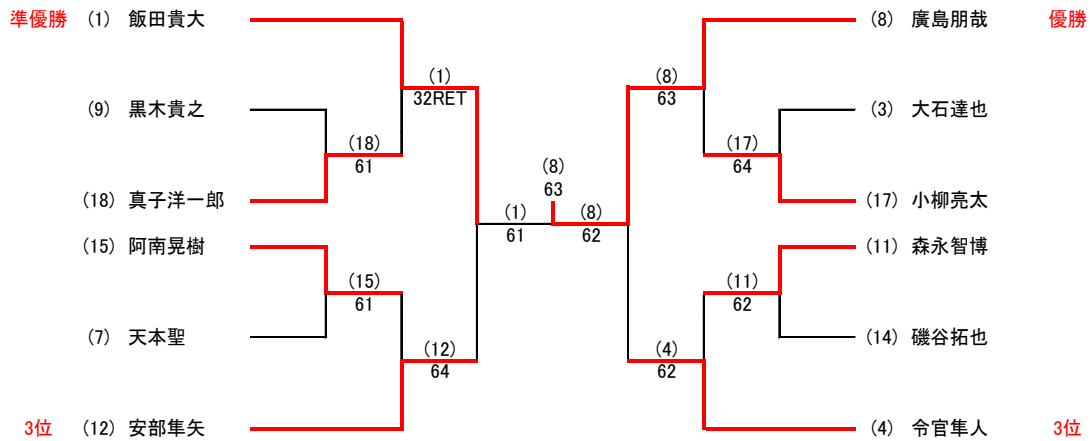 準優勝 (1) 飯田貴大
(8) 廣島朋哉 優勝
(1)
32RET
(8)
63
(9) 黒木貴之
(3) 大石達也
(18)
61
(17)
64
(18) 真子洋一郎
(17) 小柳亮太
(8)
63
(1)
61
(8)
62
(15) 阿南晃樹
(11) 森永智博
(15)
61
(11)
62
(7) 天本聖
(14) 磯谷拓也
(12)
64
(4)
62
3位 (12) 安部隼矢
(4) 令官隼人 3位